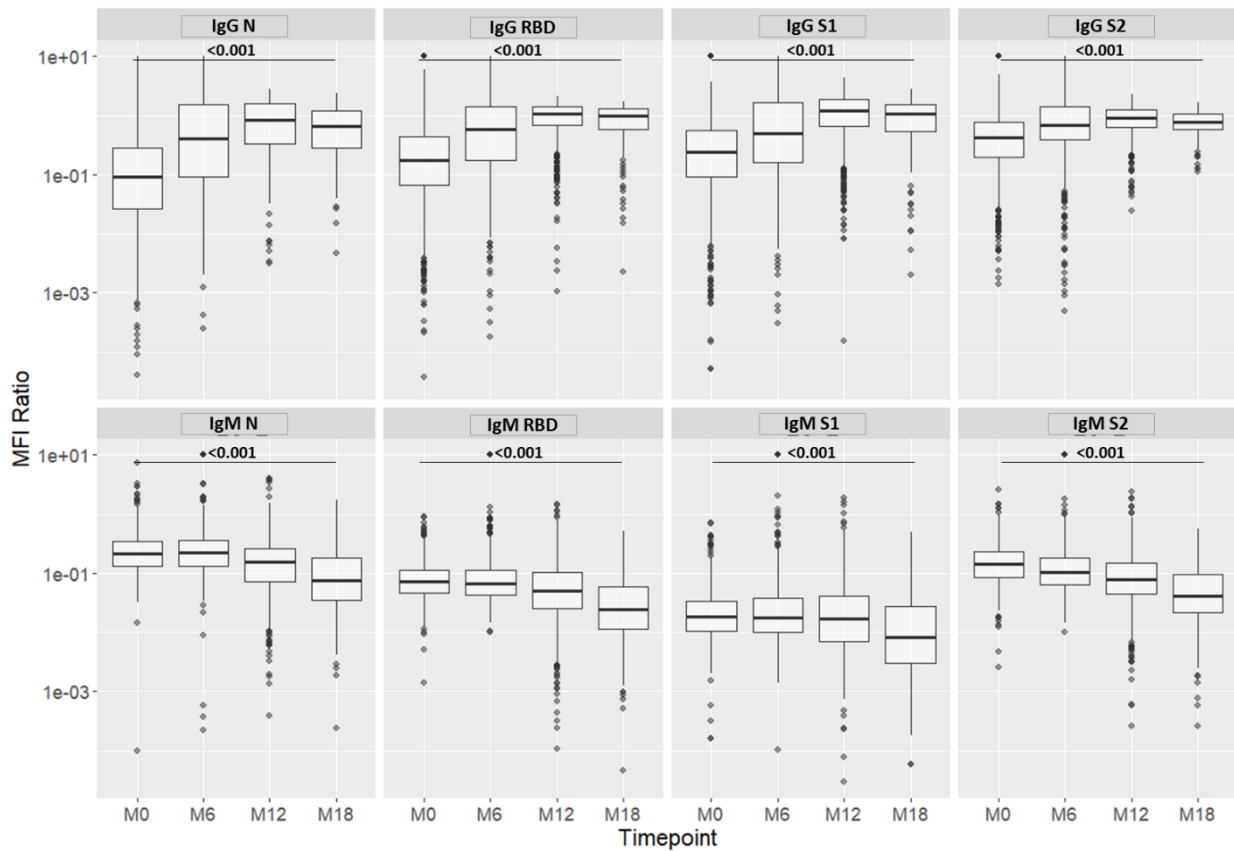 IgG N
IgG RBD
IgG S1
IgG S2
<0.001
<0.001
<0.001
<0.001
1e+01
1e-01
1e-03
MFI Ratio
IgM N
IgM RBD
IgM S1
IgM S2
<0.001
<0.001
<0.001
<0.001
1e+01
1e-01
1e-03
M0 M6 M12 M18
M0 M6 M12 M18
M0 M6 M12 M18
M0 M6 M12 M18
Timepoint